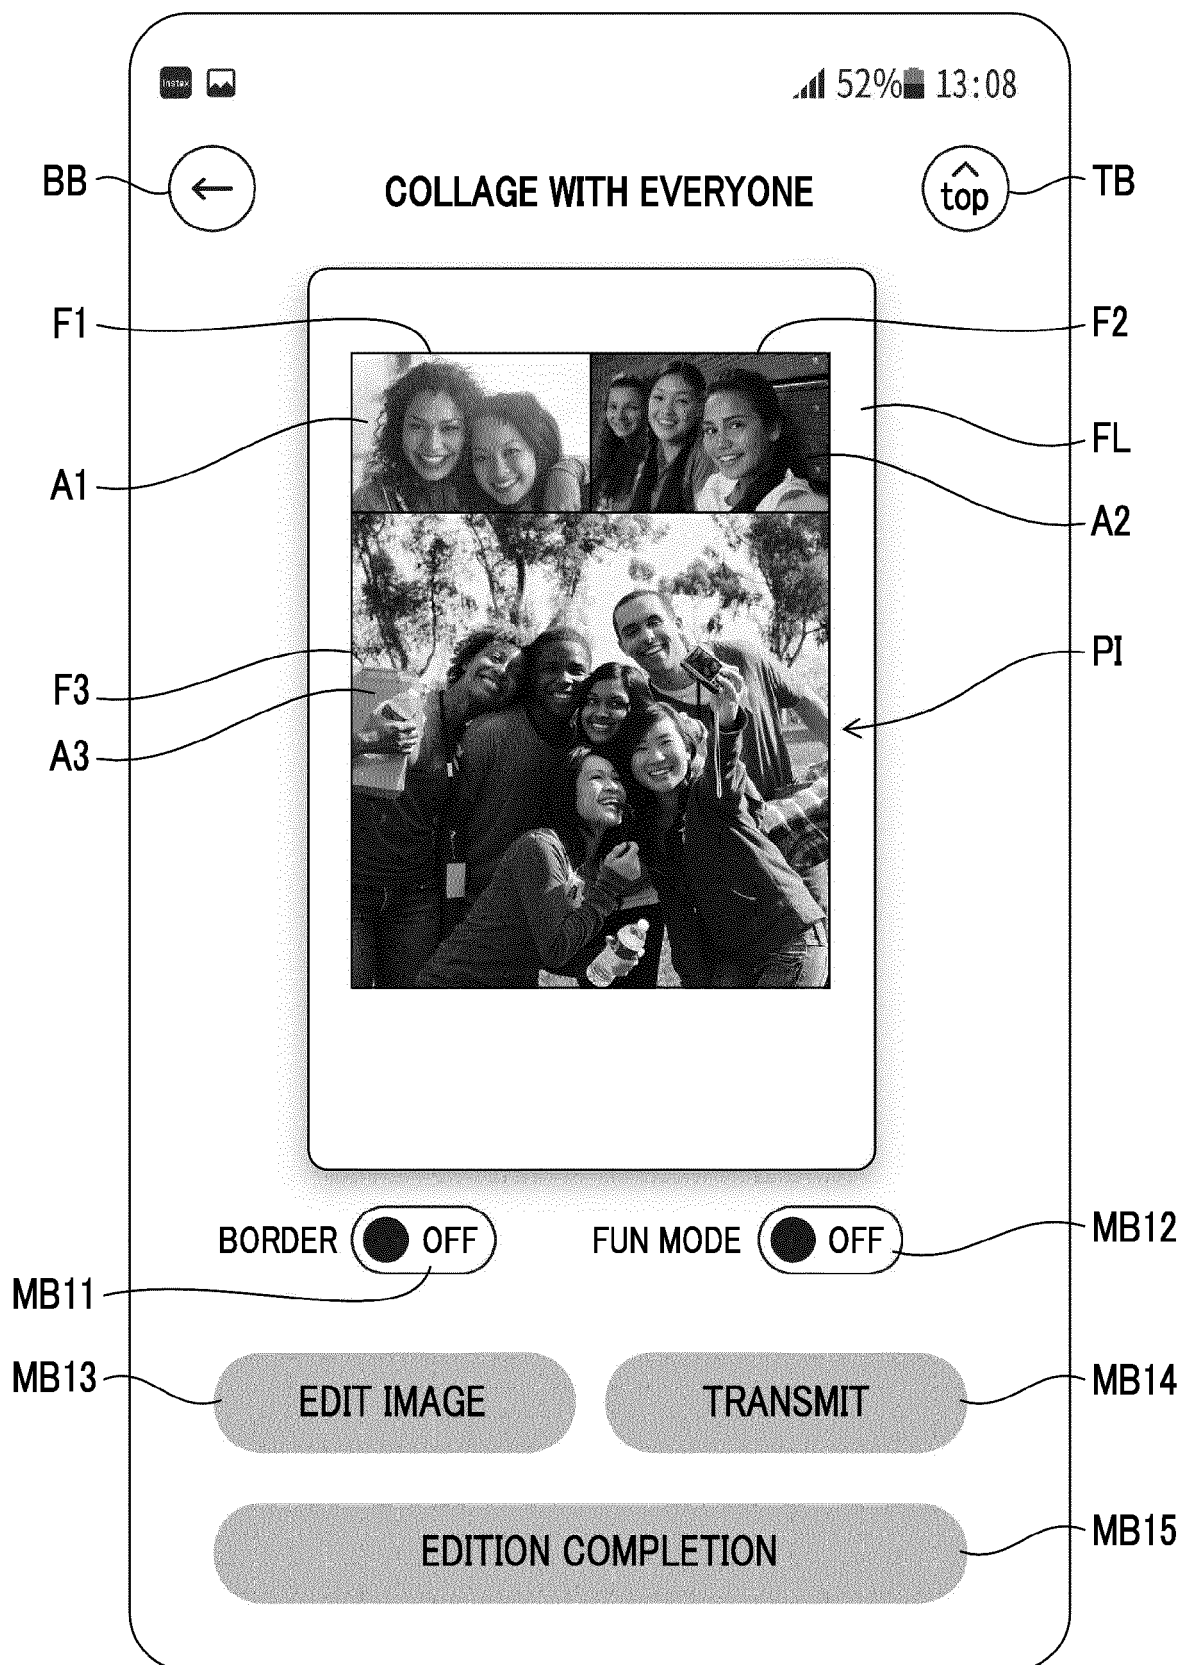 Instax 52% 13:08
BB COLLAGE WITH EVERYONE top TB
F1 F2
FL
A1
A2
PI
F3
A3
BORDER OFF FUN MODE OFF MB12
MB11
MB13 EDIT IMAGE TRANSMIT MB14
EDITION COMPLETION MB15